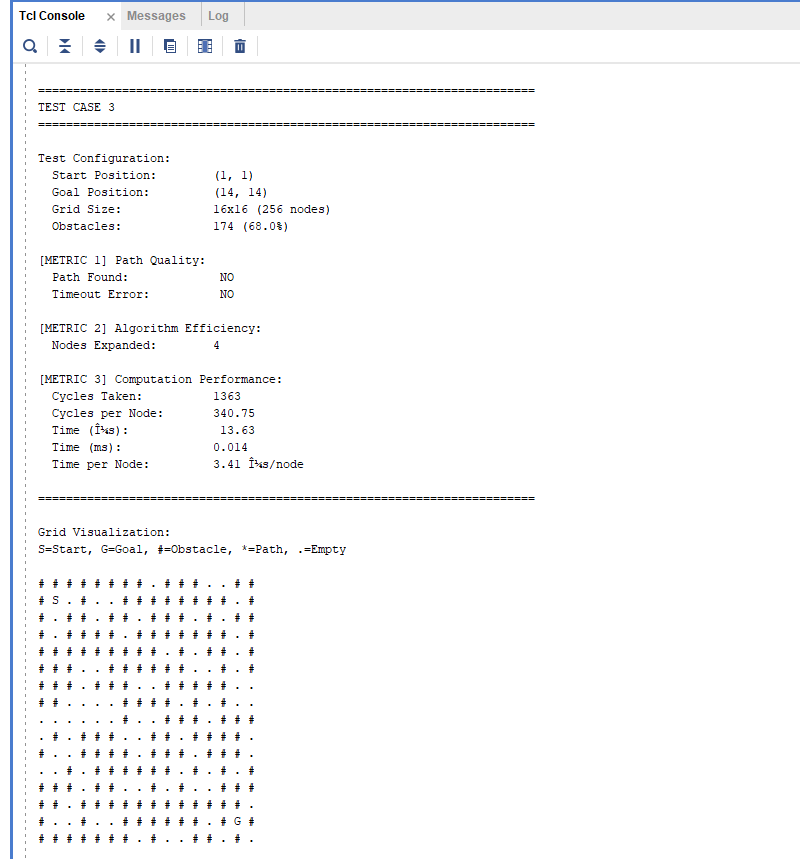 Tcl Console × Messages Log
================================================================================
TEST CASE 3
================================================================================
Test Configuration:
Start Position: (1, 1)
Goal Position: (14, 14)
Grid Size: 16x16 (256 nodes)
Obstacles: 174 (68.0%)
[METRIC 1] Path Quality:
Path Found: NO
Timeout Error: NO
[METRIC 2] Algorithm Efficiency:
Nodes Expanded: 4
[METRIC 3] Computation Performance:
Cycles Taken: 1363
Cycles per Node: 340.75
Time (Î¼s): 13.63
Time (ms): 0.014
Time per Node: 3.41 Î¼s/node
================================================================================
Grid Visualization:
S=Start, G=Goal, #=Obstacle, *=Path, .=Empty
# # # # # # # # . # # # . . # #
# S . # . . # # # # # # # # . #
# . # # . # # . # # # . # . # #
# . # # # # . # # # # # # # . #
# # # # # # # # # . # . # # . #
# # # . . # # # # # # . . # . #
# # # . # # # . . # # # # # . .
# # . . . . # # # # . # . # . .
. . . . . . # . . # # # . # # #
. # . # # # . . # # . # # # # .
# . . # # # # . # # # . # # # .
. . # . # # # # # # . # . # . #
# # # . # # . . # . # . . # # #
# # . # # # # # # # # # # # # .
# . . # . . # # # # # # . # G #
# # # # # # # . # . . # # . # .